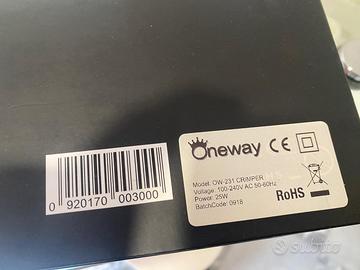 Oneway CE
Model: OW-231 CRIMPER
Voltage: 100-240V AC 50-60Hz
Power: 25W
BatchCode: 0918
RoHS
0 920170 003000
subito